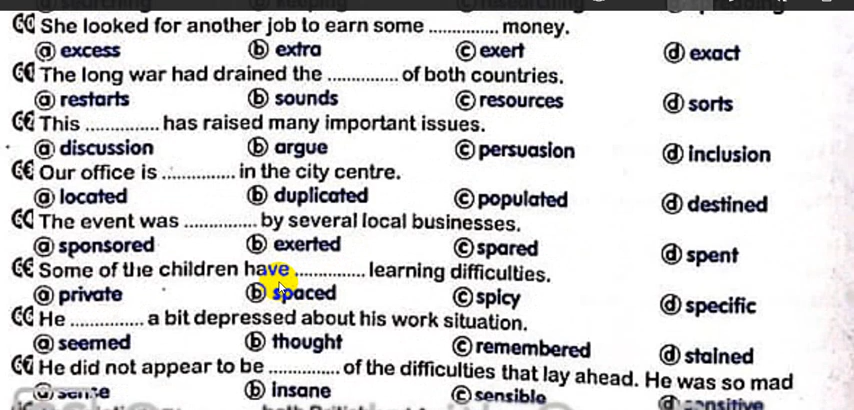 She looked for another job to earn some .............. money.
ⓐ excess ⓑ extra ⓒ exert ⓓ exact
The long war had drained the .............. of both countries.
ⓐ restarts ⓑ sounds ⓒ resources ⓓ sorts
This .............. has raised many important issues.
ⓐ discussion ⓑ argue ⓒ persuasion ⓓ inclusion
Our office is .............. in the city centre.
ⓐ located ⓑ duplicated ⓒ populated ⓓ destined
The event was .............. by several local businesses.
ⓐ sponsored ⓑ exerted ⓒ spared ⓓ spent
Some of the children have .............. learning difficulties.
ⓐ private ⓑ spaced ⓒ spicy ⓓ specific
He .............. a bit depressed about his work situation.
ⓐ seemed ⓑ thought ⓒ remembered ⓓ stained
He did not appear to be .............. of the difficulties that lay ahead. He was so mad
ⓐ sense ⓑ insane ⓒ sensible ⓓ sensitive